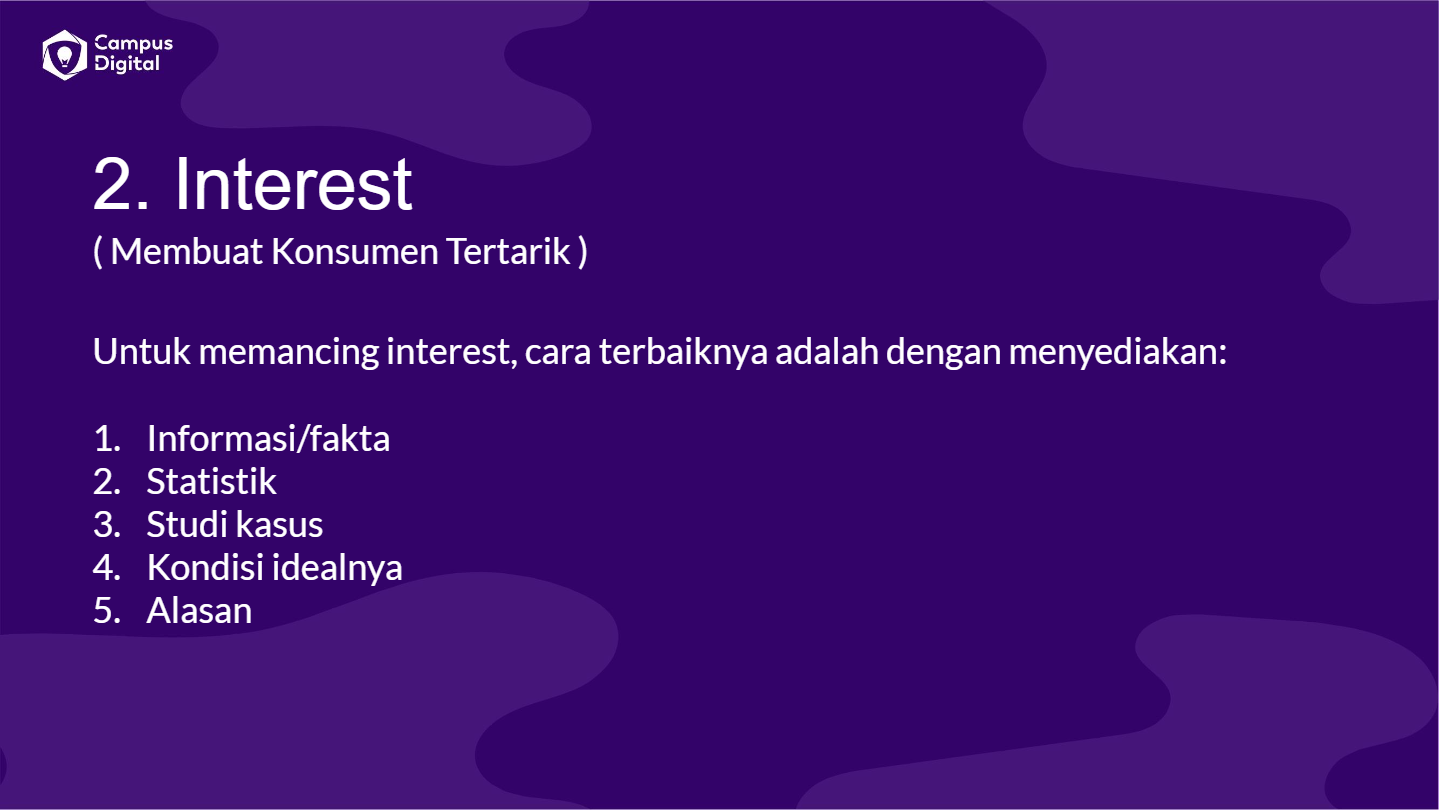 Campus
Digital
2. Interest
( Membuat Konsumen Tertarik )
Untuk memancing interest, cara terbaiknya adalah dengan menyediakan:
1. Informasi/fakta
2. Statistik
3. Studi kasus
4. Kondisi idealnya
5. Alasan